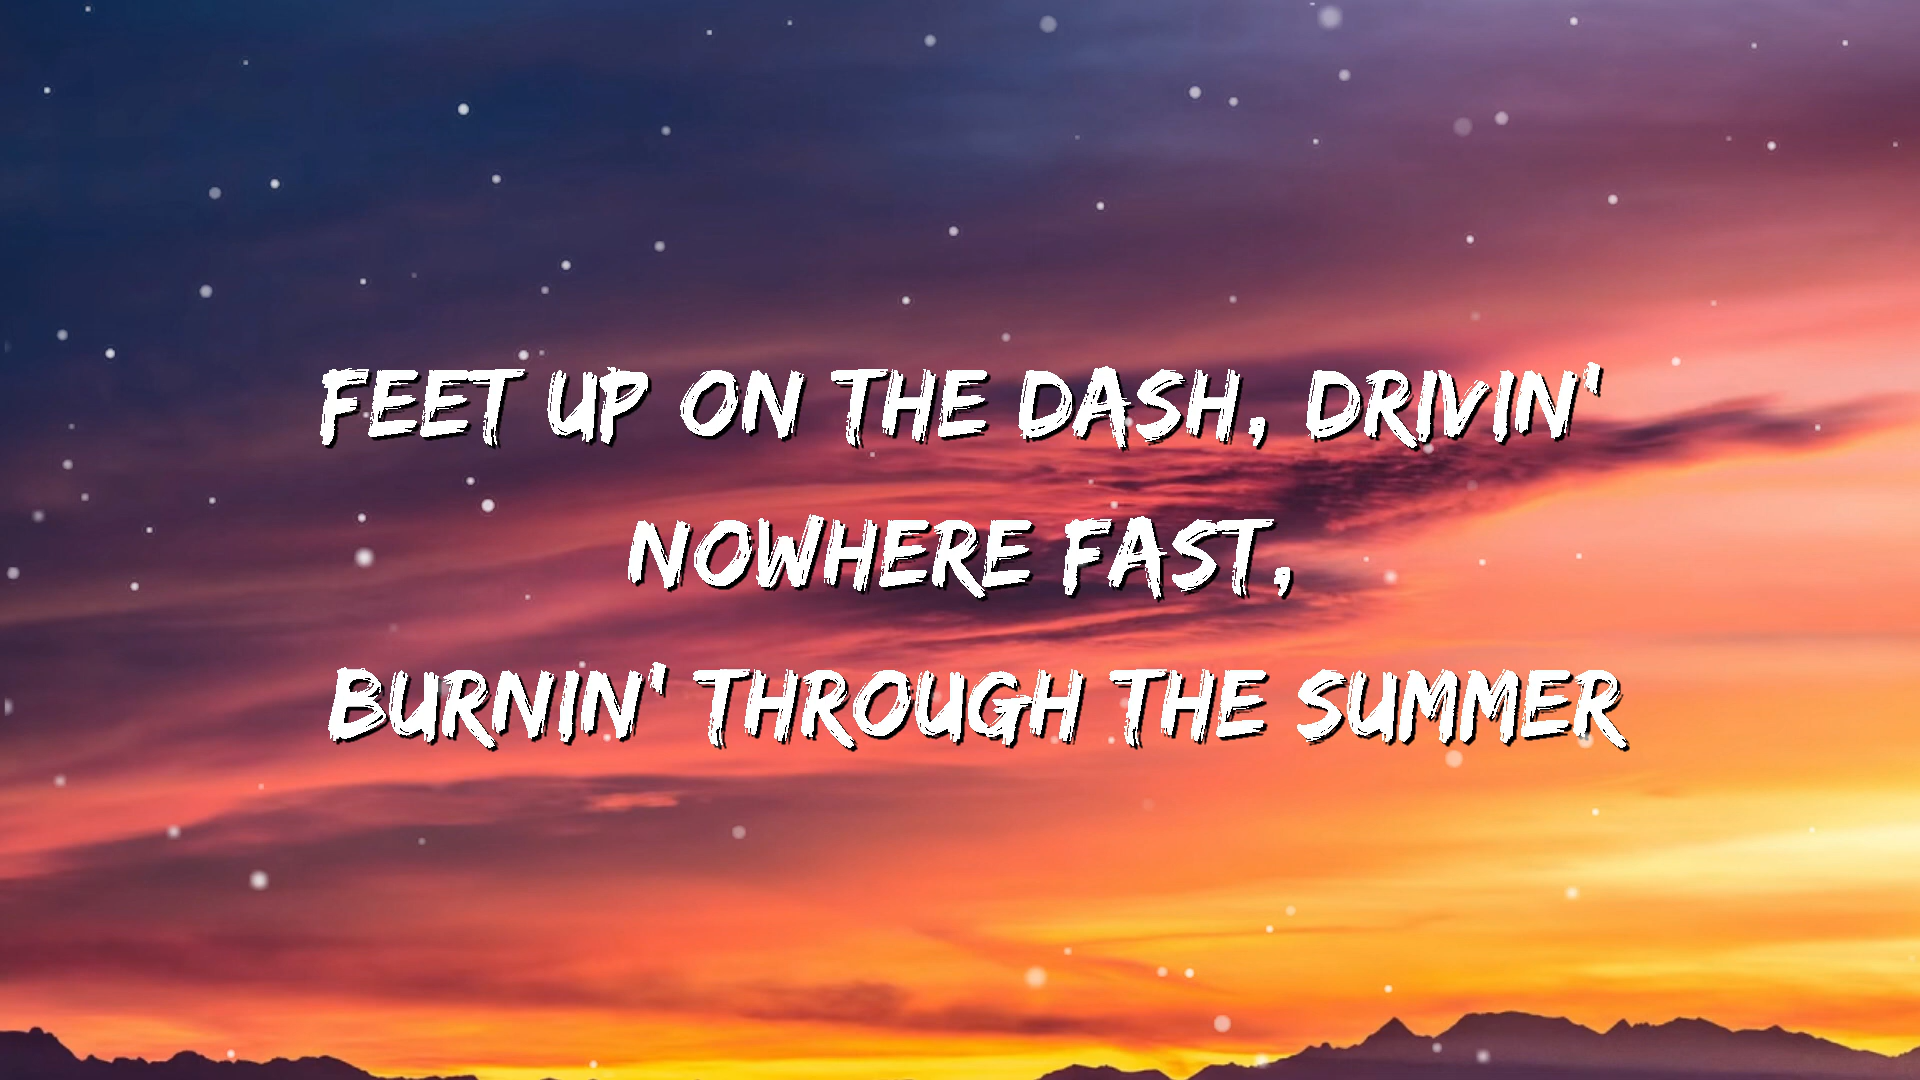 FEET UP ON THE DASH, DRIVIN'
NOWHERE FAST,
BURNIN' THROUGH THE SUMMER